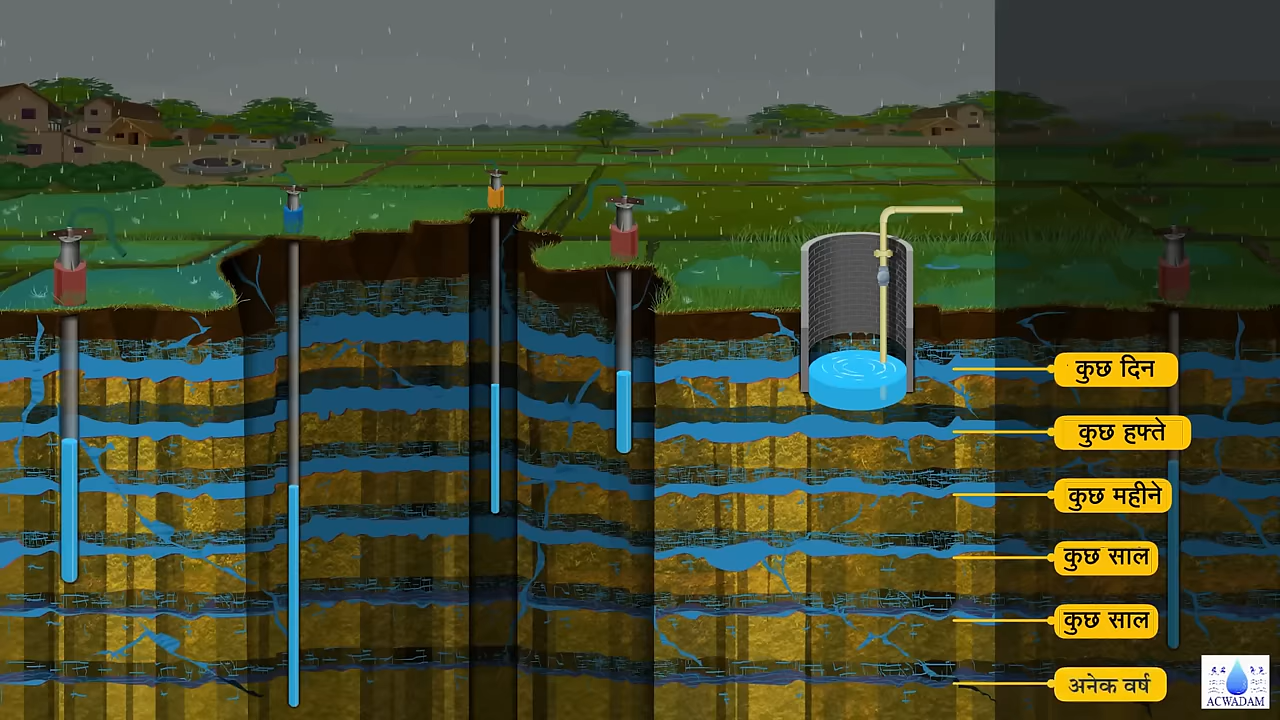 कुछ दिन
कुछ हफ्ते
कुछ महीने
कुछ साल
कुछ साल
अनेक वर्ष
ACWADAM